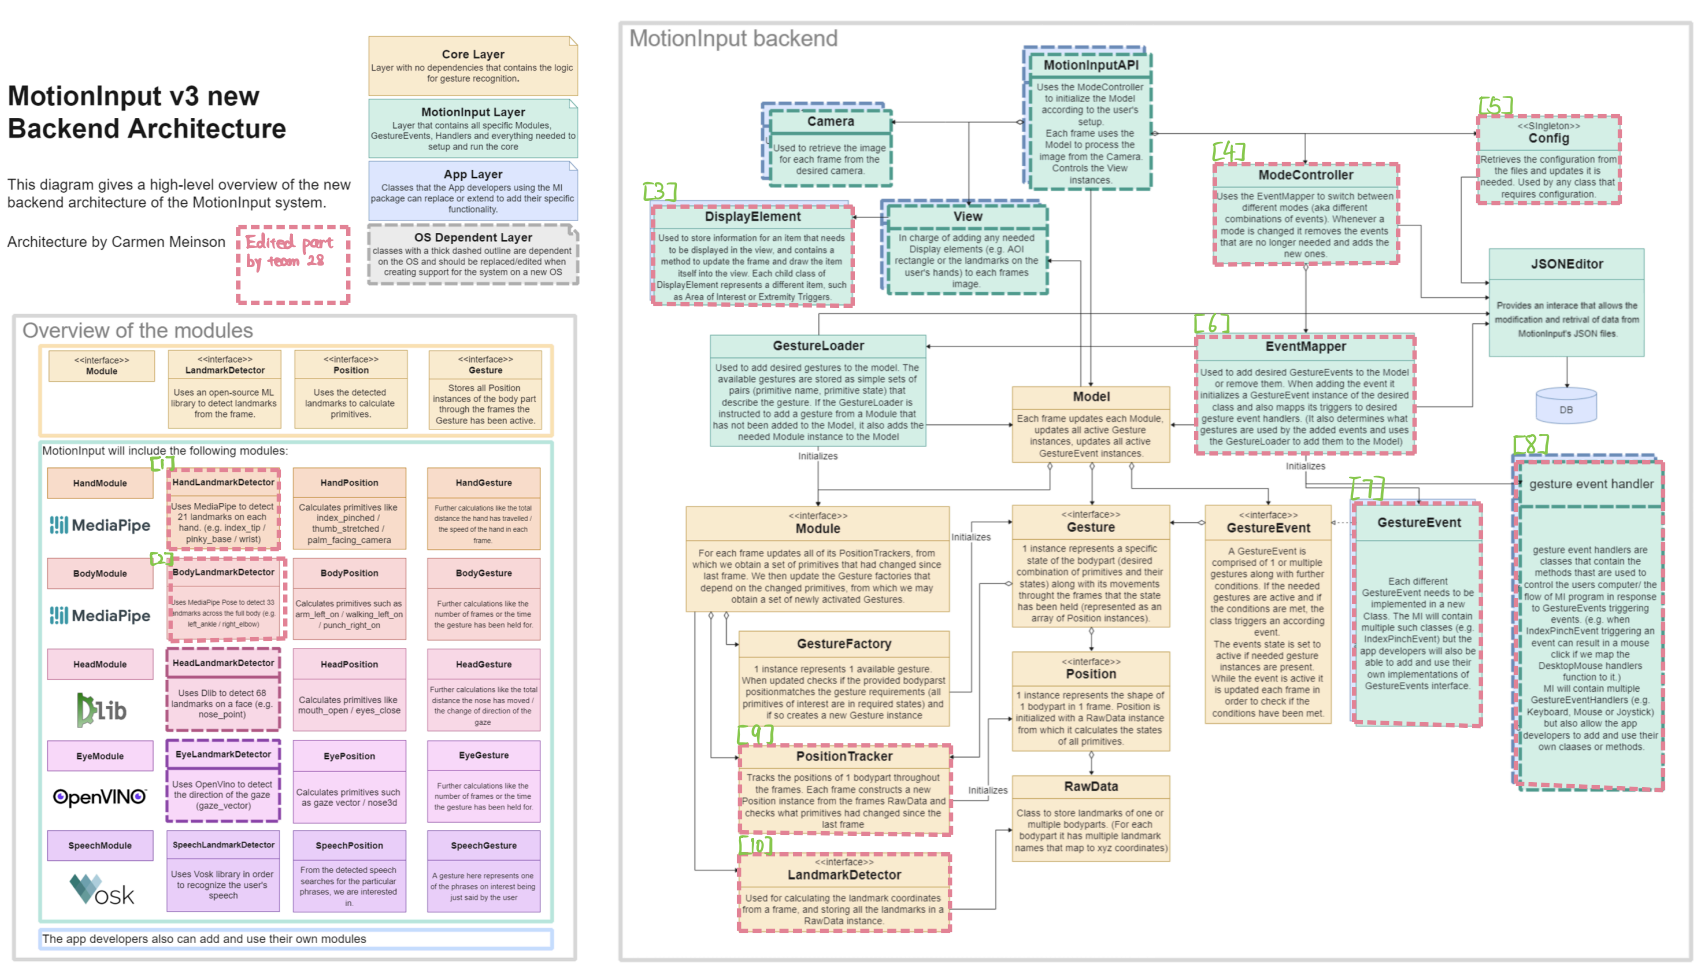 MotionInput v3 new
Backend Architecture
This diagram gives a high-level overview of the new
backend architecture of the MotionInput system.
Architecture by Carmen Meinson
Edited part
by team 28
Core Layer
Layer with no dependencies that contains the logic
for gesture recognition.
MotionInput Layer
Layer that contains all specific Modules,
GestureEvents, Handlers and everything needed to
setup and run the core
App Layer
Classes that the App developers using the MI
package can replace or extend to add their specific
functionality.
OS Dependent Layer
classes with a thick dashed outline are dependent
on the OS and should be replaced/edited when
creating support for the system on a new OS
Overview of the modules
<<interface>>
Module
<<interface>>
LandmarkDetector
Uses an open-source ML
library to detect landmarks
from the frame.
<<interface>>
Position
Uses the detected
landmarks to calculate
primitives.
<<interface>>
Gesture
Stores all Position
instances of the body part
through the frames the
Gesture has been active.
MotionInput will include the following modules:
[1]
HandModule
MediaPipe
HandLandmarkDetector
Uses MediaPipe to detect
21 landmarks on each
hand. (e.g. index_tip /
pinky_base / wrist)
HandPosition
Calculates primitives like
index_pinched /
thumb_stretched /
palm_facing_camera
HandGesture
Further calculations like the total
distance the hand has travelled /
the speed of the hand in each
frame.
[2]
BodyModule
MediaPipe
BodyLandmarkDetector
Uses MediaPipe Pose to detect 33
landmarks across the full body (e.g.
left_ankle / right_elbow)
BodyPosition
Calculates primitives such as
arm_left_on / walking_left_on
/ punch_right_on
BodyGesture
Further calculations like the
number of frames or the time
the gesture has been held for.
HeadModule
Dlib
HeadLandmarkDetector
Uses Dlib to detect 68
landmarks on a face (e.g.
nose_point)
HeadPosition
Calculates primitives like
mouth_open / eyes_close
HeadGesture
Further calculations like the total
distance the nose has moved /
the change of direction of the
gaze
EyeModule
OpenVINO
EyeLandmarkDetector
Uses OpenVino to detect
the direction of the gaze
(gaze_vector)
EyePosition
Calculates primitives such
as gaze vector / nose3d
EyeGesture
Further calculations like the
number of frames or the time
the gesture has been held for.
SpeechModule
Vosk
SpeechLandmarkDetector
Uses Vosk library in order
to recognize the user's
speech
SpeechPosition
From the detected speech
searches for the particular
phrases, we are interested
in.
SpeechGesture
A gesture here represents one
of the phrases on interest being
just said by the user
The app developers also can add and use their own modules
MotionInput backend
MotionInputAPI
Uses the ModeController
to initialize the Model
according to the user's
setup.
Each frame uses the
Model to process the
image from the Camera.
Controls the View
instances.
Camera
Used to retrieve the image
for each frame from the
desired camera.
[3]
DisplayElement
Used to store information for an item that needs
to be displayed in the view, and contains a
method to update the frame and draw the item
itself into the view. Each child class of
DisplayElement represents a different item, such
as Area of Interest or Extremity Triggers.
View
In charge of adding any needed
Display elements (e.g. AOI
rectangle or the landmarks on the
user's hands) to each frames
image.
[4]
ModeController
Uses the EventMapper to switch between
different modes (aka different
combinations of events). Whenever a
mode is changed it removes the events
that are no longer needed and adds the
new ones.
[5]
<<Singleton>>
Config
Retrieves the configuration from
the files and updates it is
needed. Used by any class that
requires configuration.
JSONEditor
Provides an interace that allows the
modification and retrival of data from
MotionInput's JSON files.
DB
GestureLoader
Used to add desired gestures to the model. The
available gestures are stored as simple sets of
pairs (primitive name, primitive state) that
describe the gesture. If the GestureLoader is
instructed to add a gesture from a Module that
has not been added to the Model, it also adds the
needed Module instance to the Model
Initializes
Model
Each frame updates each Module,
updates all active Gesture
instances, updates all active
GestureEvent instances.
[6]
EventMapper
Used to add desired GestureEvents to the Model
or remove them. When adding the event it
initializes a GestureEvent instance of the desired
class and also mapps its triggers to desired
gesture event handlers. (It also determines what
gestures are used by the added events and uses
the GestureLoader to add them to the Model)
Initializes
<<interface>>
Module
For each frame updates all of its PositionTrackers, from
which we obtain a set of primitives that had changed since
last frame. We then update the Gesture factories that
depend on the changed primitives, from which we may
obtain a set of newly activated Gestures.
Initializes
<<interface>>
Gesture
1 instance represents a specific
state of the bodypart (desired
combination of primitives and their
states) along with its movements
throught the frames that the state
has been held (represented as an
array of Position instances).
<<interface>>
GestureEvent
A GestureEvent is
comprised of 1 or multiple
gestures along with further
conditions. If the needed
gestures are active and if
the conditions are met, the
class triggers an according
event.
The events state is set to
active if needed gesture
instances are present.
While the event is active it
is updated each frame in
order to check if the
conditions have been met.
[7]
GestureEvent
Each different
GestureEvent needs to be
implemented in a new
Class. The MI will contain
multiple such classes (e.g.
IndexPinchEvent) but the
app developers will also be
able to add and use their
own implementations of
GestureEvents interface.
[8]
gesture event handler
gesture event handlers are
classes that contain the
methods thast are used to
control the users computer/ the
flow of MI program in response
to GestureEvents triggering
events. (e.g. when
IndexPinchEvent triggering an
event can result in a mouse
click if we map the
DesktopMouse handlers
function to it.)
MI will contain multiple
GestureEventHandlers (e.g.
Keyboard, Mouse or Joystick)
but also allow the app
developers to add and use their
own claases or methods.
GestureFactory
1 instance represents 1 available gesture.
When updated checks if the provided bodyparst
positionmatches the gesture requirements (all
primitives of interest are in required states) and
if so creates a new Gesture instance
<<interface>>
Position
1 instance represents the shape of
1 bodypart in 1 frame. Position is
initialized with a RawData instance
from which it calculates the states
of all primitives.
[9]
PositionTracker
Tracks the positions of 1 bodypart throughout
the frames. Each frame constructs a new
Position instance from the frames RawData and
checks what primitives had changed since the
last frame
Initializes
RawData
Class to store landmarks of one or
multiple bodyparts. (For each
bodypart it has multiple landmark
names that map to xyz coordinates)
[10]
<<interface>>
LandmarkDetector
Used for calculating the landmark coordinates
from a frame, and storing all the landmarks in a
RawData instance.